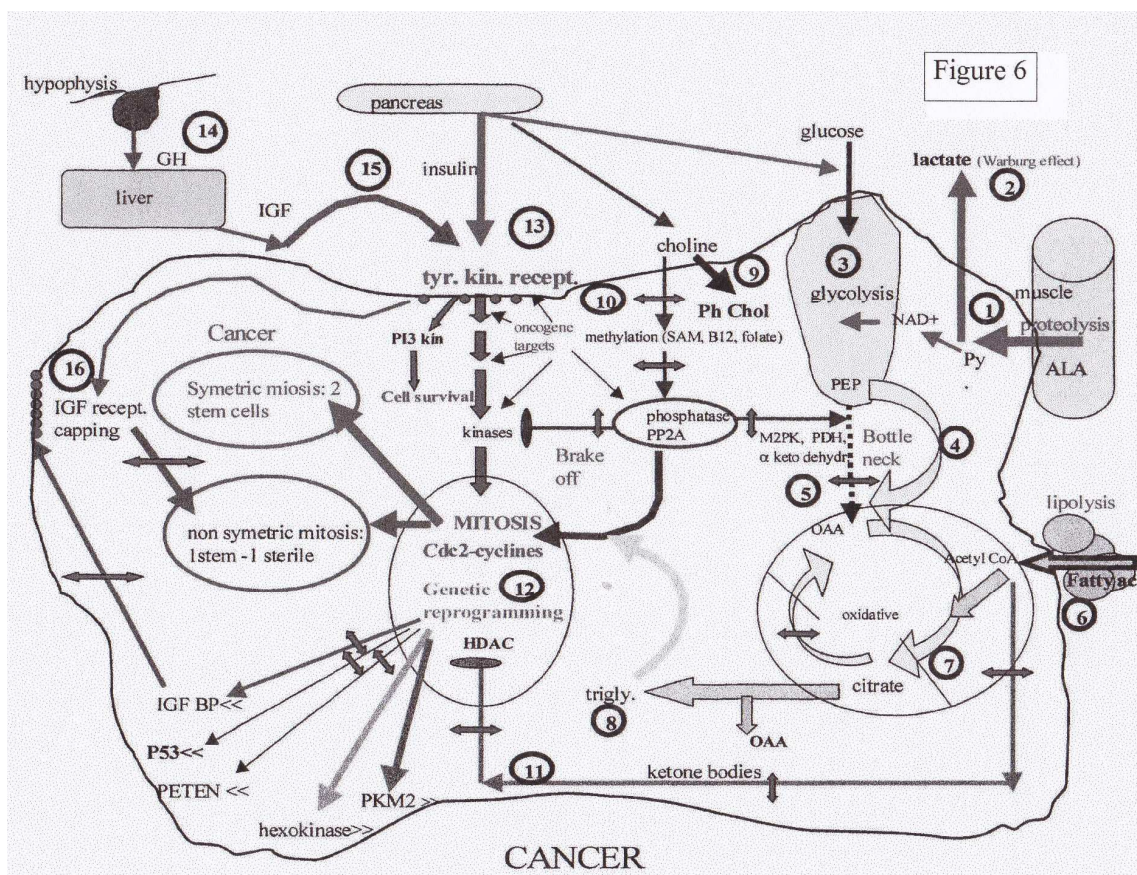 Figure 6
hypophysis
14
GH
liver
15
IGF
pancreas
insulin
13
glucose
lactate (Warburg effect)
2
choline
9
3
glycolysis
NAD+
1
muscle
proteolysis
Py
ALA
tyr. kin. recept.
10
Ph Chol
oncogene
targets
methylation (SAM, B12, folate)
PI3 kin
Cell survival
kinases
Cancer
16
IGF recept.
capping
Symetric miosis: 2
stem cells
non symetric mitosis:
1stem -1 sterile
PEP
phosphatase
PP2A
M2PK, PDH,
α keto dehydr
Bottle
neck
4
5
Brake
off
OAA
lipolysis
Acetyl CoA
Fatty ac
6
MITOSIS
Cdc2-cyclines
Genetic
reprogramming
12
HDAC
oxidative
7
citrate
trigly.
8
OAA
IGF BP<<
P53<<
PETEN <<
PKM2 >>
hexokinase>>
11
ketone bodies
CANCER